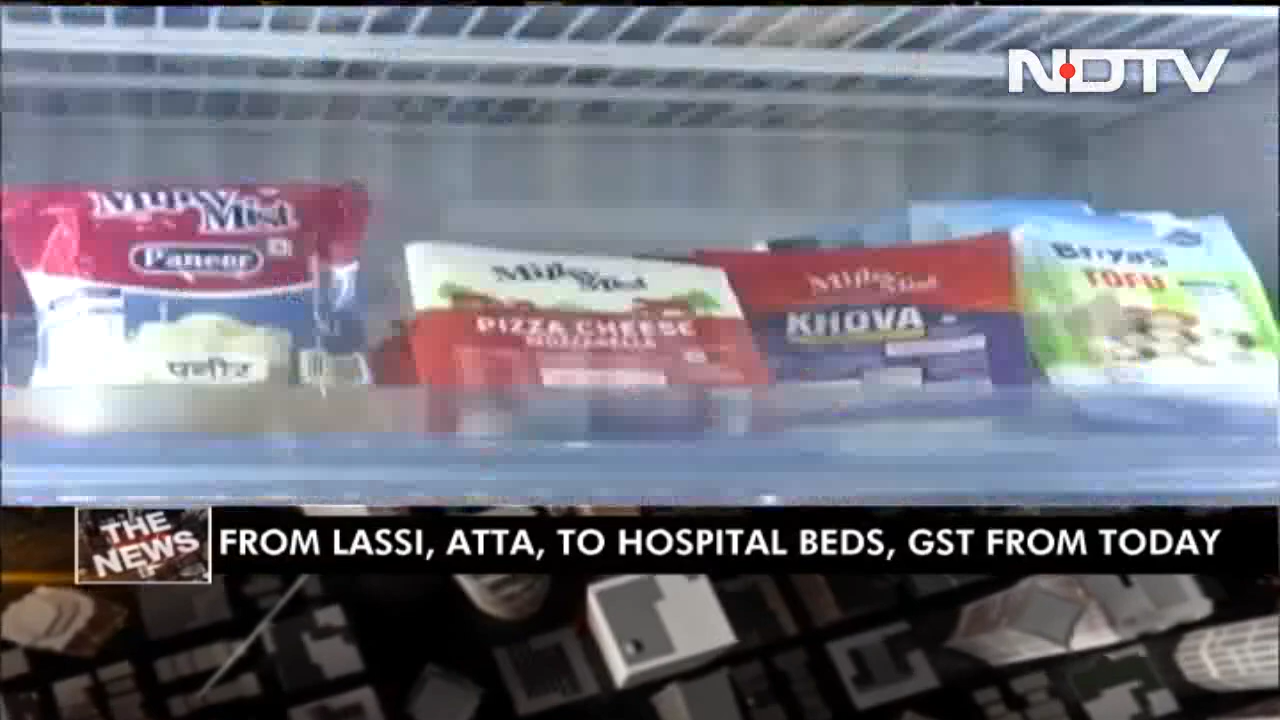 NDTV
Milky
Mist
Paneer
पनीर
Milky
Mist
PIZZA CHEESE
MOZZARELLA
Milky
Mist
KHOVA
Briyas
TOFU
THE
NEWS
FROM LASSI, ATTA, TO HOSPITAL BEDS, GST FROM TODAY